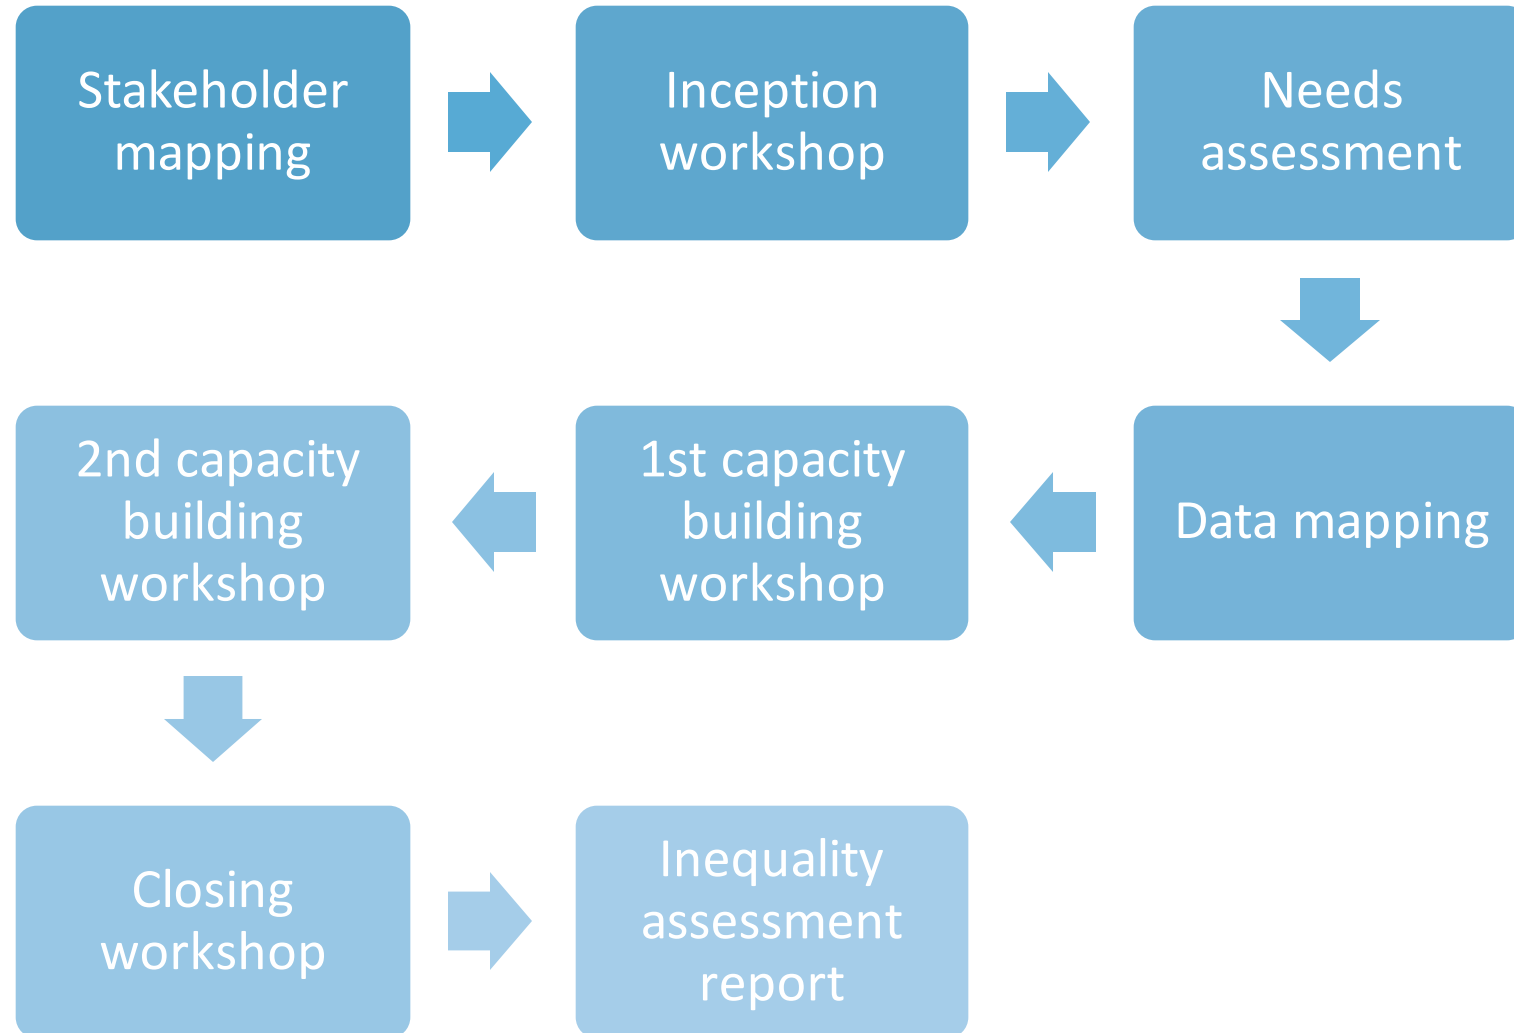 Stakeholder
mapping
Inception
workshop
Needs
assessment
Data mapping
1st capacity
building
workshop
2nd capacity
building
workshop
Closing
workshop
Inequality
assessment
report